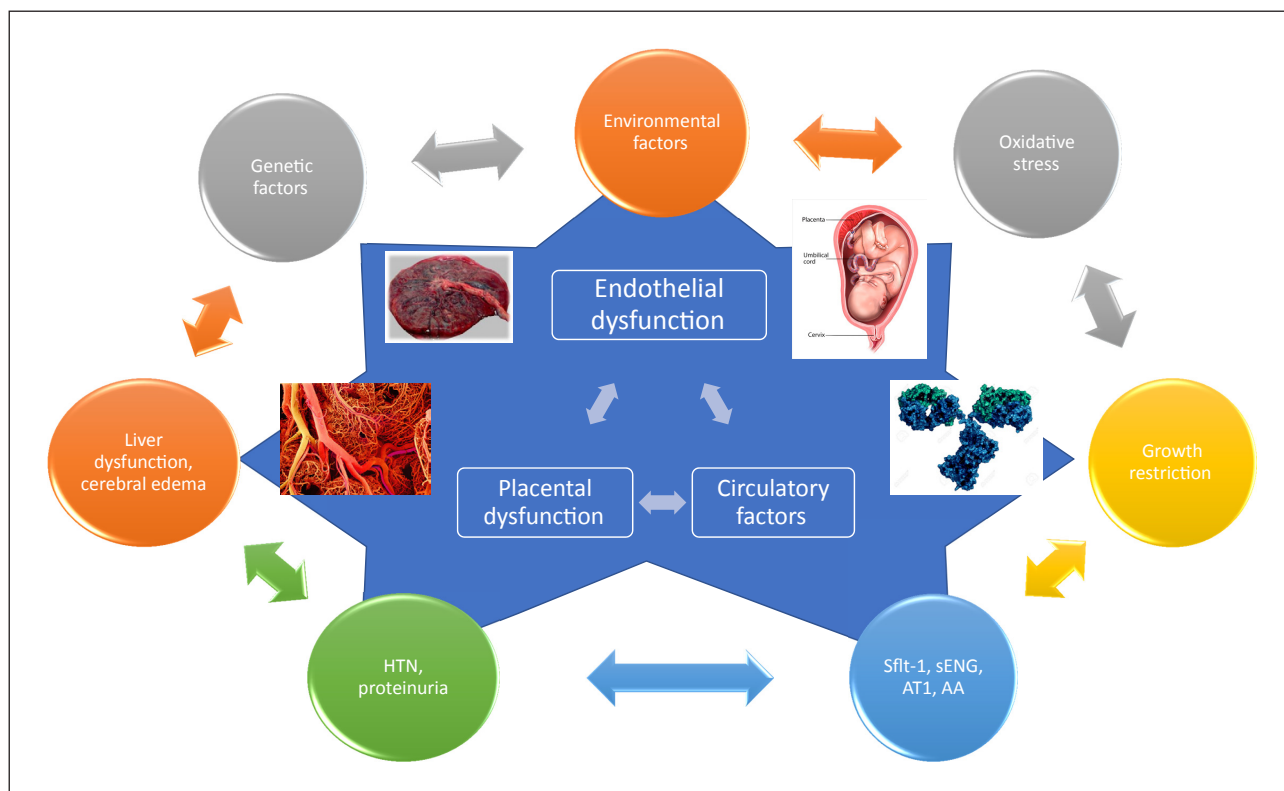 Environmental
factors
Oxidative
stress
Genetic
factors
Placenta
Umbilical
cord
Cervix
Endothelial
dysfunction
Liver
dysfunction,
cerebral edema
Growth
restriction
Placental
dysfunction
Circulatory
factors
HTN,
proteinuria
Sflt-1, sENG,
AT1, AA